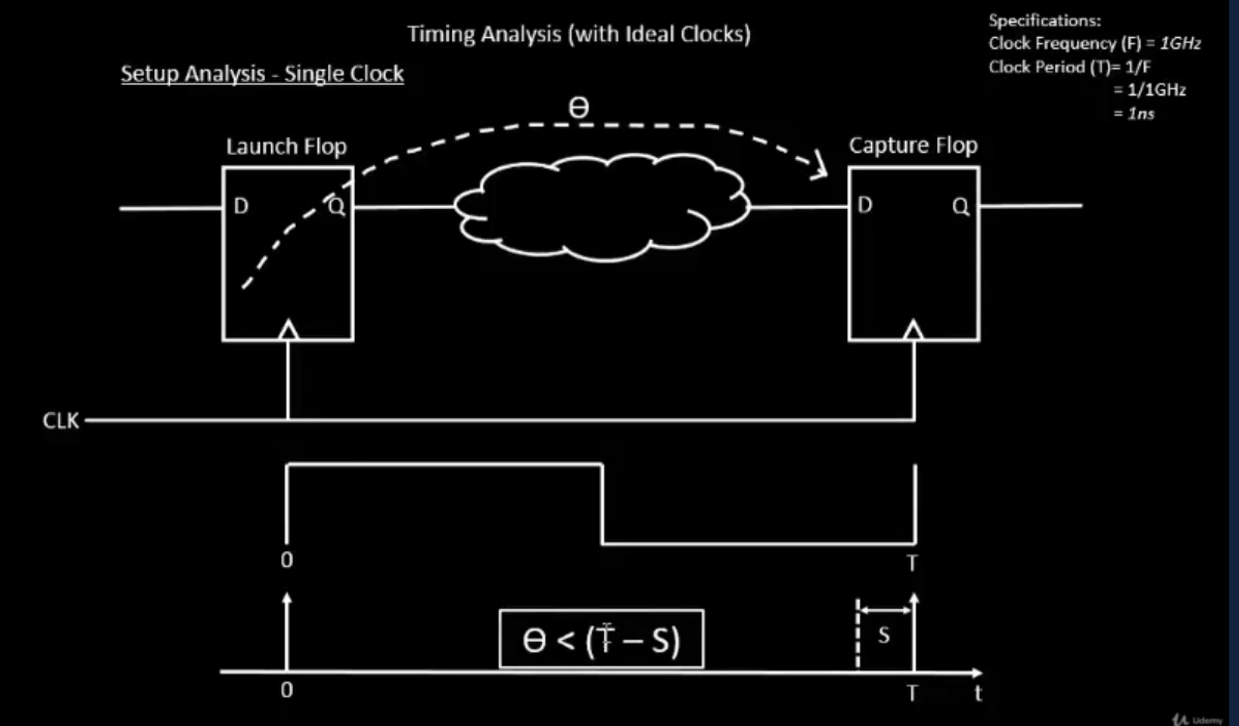 Timing Analysis (with Ideal Clocks)
Specifications:
Clock Frequency (F) = 1GHz
Clock Period (T)= 1/F
= 1/1GHz
= 1ns
Setup Analysis - Single Clock
Ɵ
Launch Flop
Capture Flop
D
Q
D
Q
CLK
0
T
Ɵ < (T – S)
S
0
T
t
Udemy